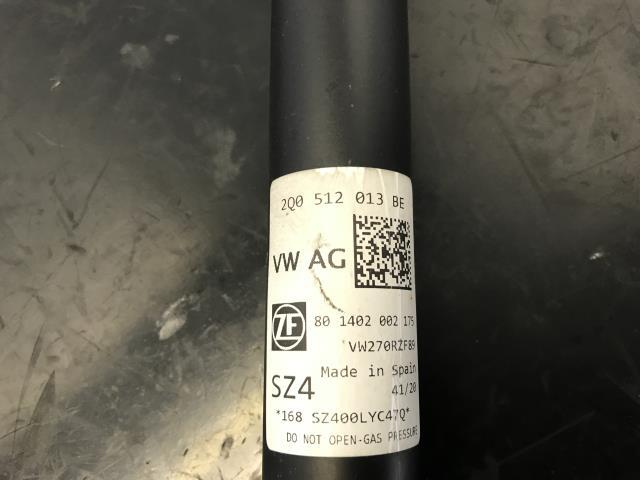 2Q0 512 013 BE
VW AG
ZF
80 1402 002 175
VW270RZF89
Made in Spain
SZ4
41/20
*168 SZ400LYC47Q*
DO NOT OPEN-GAS PRESSURE